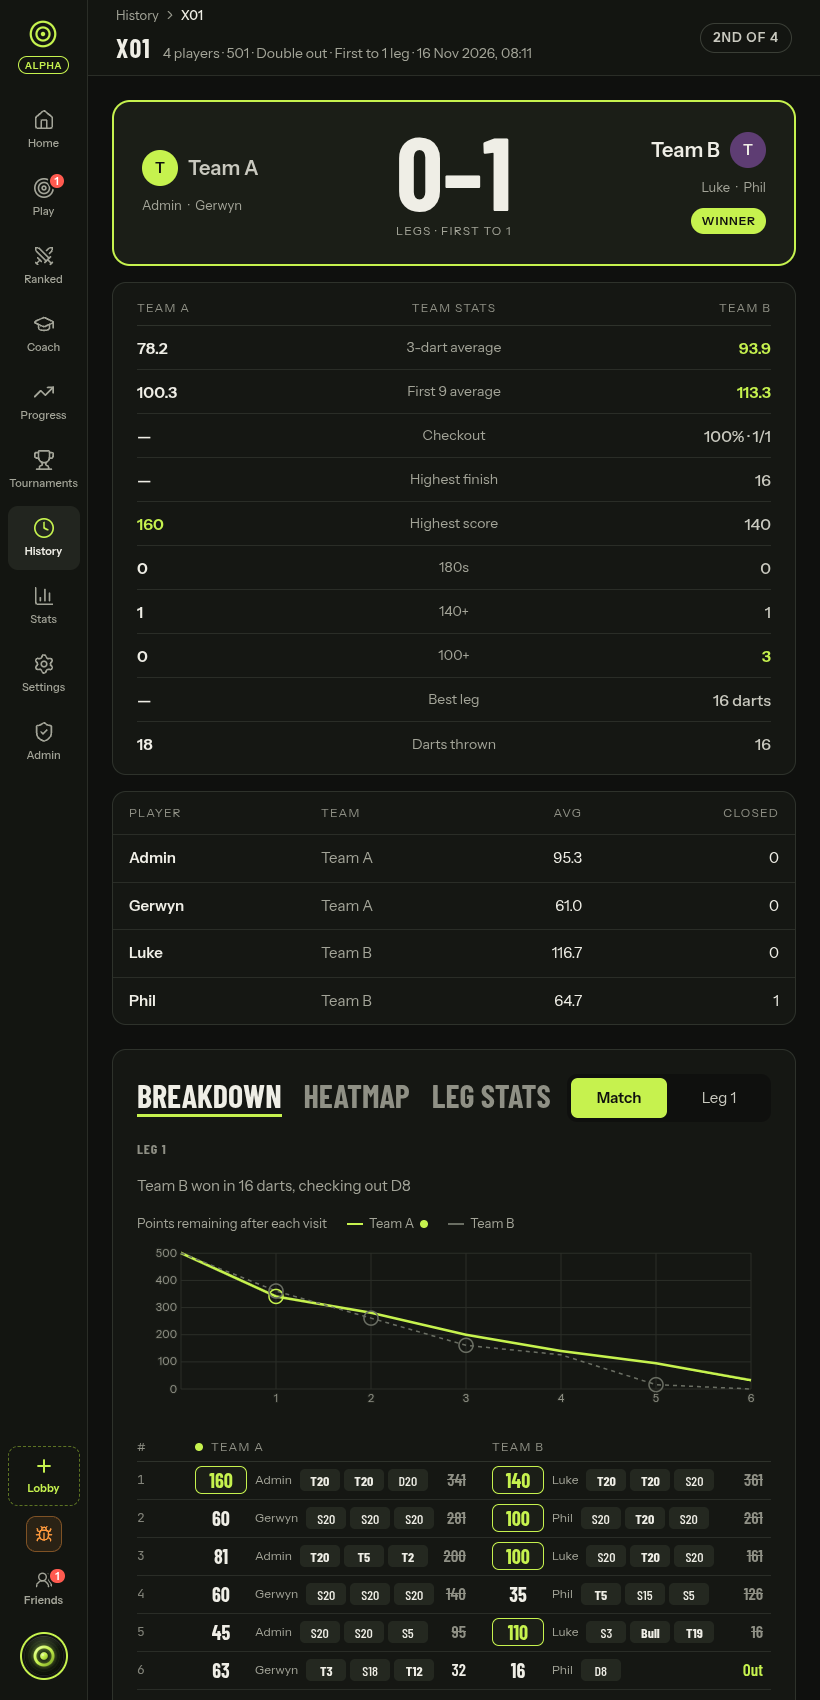 History > X01
X01 4 players · 501 · Double out · First to 1 leg · 16 Nov 2026, 08:11
2ND OF 4
ALPHA
Home
1
Play
Ranked
Coach
Progress
Tournaments
History
Stats
Settings
Admin
Lobby
1
Friends
T Team A
Admin · Gerwyn
0–1
LEGS · FIRST TO 1
Team B T
Luke · Phil
WINNER
TEAM A TEAM STATS TEAM B
78.2 3-dart average 93.9
100.3 First 9 average 113.3
— Checkout 100% · 1/1
— Highest finish 16
160 Highest score 140
0 180s 0
1 140+ 1
0 100+ 3
— Best leg 16 darts
18 Darts thrown 16
PLAYER TEAM AVG CLOSED
Admin Team A 95.3 0
Gerwyn Team A 61.0 0
Luke Team B 116.7 0
Phil Team B 64.7 1
BREAKDOWN HEATMAP LEG STATS Match Leg 1
LEG 1
Team B won in 16 darts, checking out D8
Points remaining after each visit Team A Team B
500
400
300
200
100
0
1 2 3 4 5 6
# TEAM A TEAM B
1 160 Admin T20 T20 D20 341 140 Luke T20 T20 S20 361
2 60 Gerwyn S20 S20 S20 281 100 Phil S20 T20 S20 261
3 81 Admin T20 T5 T2 200 100 Luke S20 T20 S20 161
4 60 Gerwyn S20 S20 S20 140 35 Phil T5 S15 S5 126
5 45 Admin S20 S20 S5 95 110 Luke S3 Bull T19 16
6 63 Gerwyn T3 S18 T12 32 16 Phil D8 Out